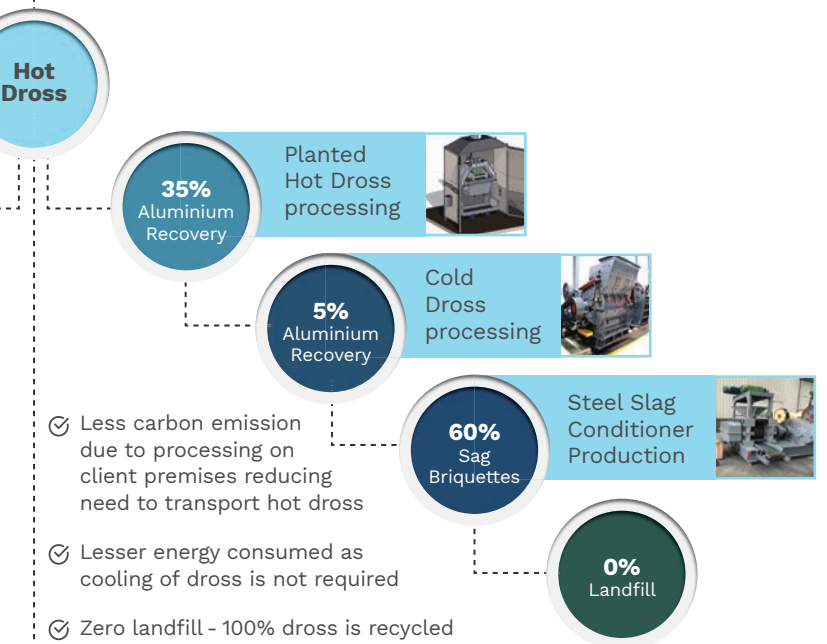 Hot
Dross
35%
Aluminium
Recovery
Planted
Hot Dross
processing
5%
Aluminium
Recovery
Cold
Dross
processing
60%
Sag
Briquettes
Steel Slag
Conditioner
Production
0%
Landfill
Less carbon emission
due to processing on
client premises reducing
need to transport hot dross
Lesser energy consumed as
cooling of dross is not required
Zero landfill - 100% dross is recycled